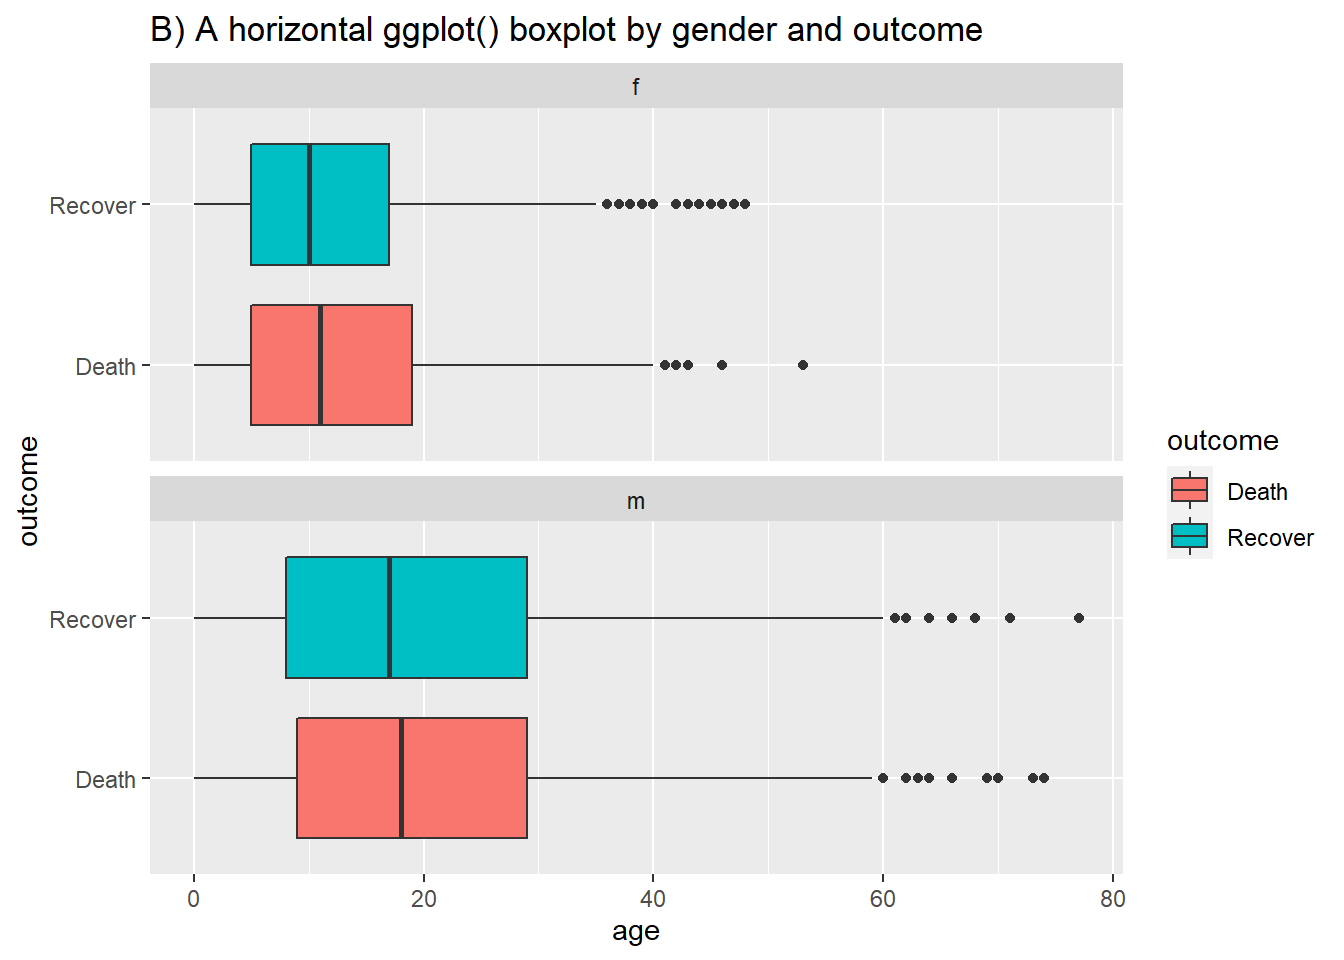 B) A horizontal ggplot() boxplot by gender and outcome
f
Recover
Death
m
Recover
Death
outcome
0 20 40 60 80
age
outcome
Death
Recover